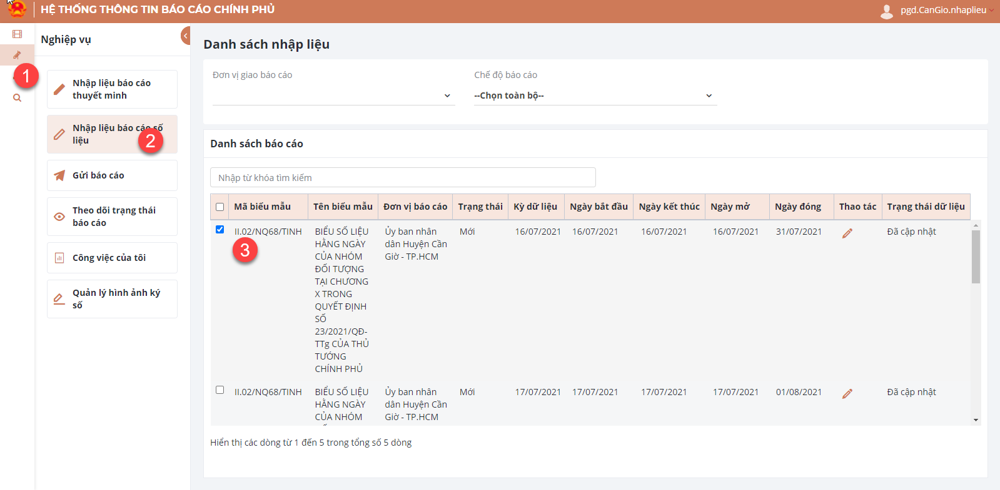 HỆ THỐNG THÔNG TIN BÁO CÁO CHÍNH PHỦ
pgd.CanGio.nhaplieu
Nghiệp vụ
1
Nhập liệu báo cáo
thuyết minh
Nhập liệu báo cáo số
liệu
2
Gửi báo cáo
Theo dõi trạng thái
báo cáo
Công việc của tôi
Quản lý hình ảnh ký
số
Danh sách nhập liệu
Đơn vị giao báo cáo
Chế độ báo cáo
--Chọn toàn bộ--
Danh sách báo cáo
Nhập từ khóa tìm kiếm
Mã biểu mẫu Tên biểu mẫu Đơn vị báo cáo Trạng thái Kỳ dữ liệu Ngày bắt đầu Ngày kết thúc Ngày mở Ngày đóng Thao tác Trạng thái dữ liệu
II.02/NQ68/TINH BIỂU SỐ LIỆU Ủy ban nhân Mới 16/07/2021 16/07/2021 16/07/2021 16/07/2021 31/07/2021 Đã cập nhật
3 HẰNG NGÀY dân Huyện Cần
CỦA NHÓM Giờ - TP.HCM
ĐỐI TƯỢNG
TẠI CHƯƠNG
X TRONG
QUYẾT ĐỊNH
SỐ
23/2021/QĐ-
TTg CỦA THỦ
TƯỚNG
CHÍNH PHỦ
II.02/NQ68/TINH BIỂU SỐ LIỆU Ủy ban nhân Mới 17/07/2021 17/07/2021 17/07/2021 17/07/2021 01/08/2021 Đã cập nhật
HẰNG NGÀY dân Huyện Cần
CỦA NHÓM Giờ - TP.HCM
Hiển thị các dòng từ 1 đến 5 trong tổng số 5 dòng